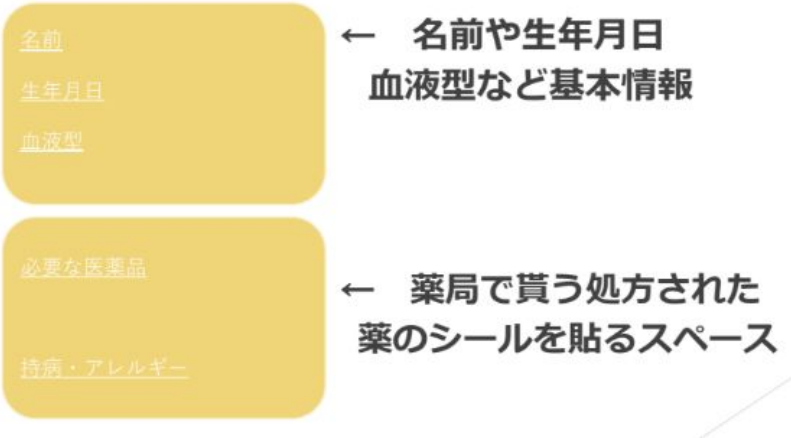 名前
生年月日
血液型
← 名前や生年月日
血液型など基本情報
必要な医薬品
持病・アレルギー
← 薬局で貰う処方された
薬のシールを貼るスペース